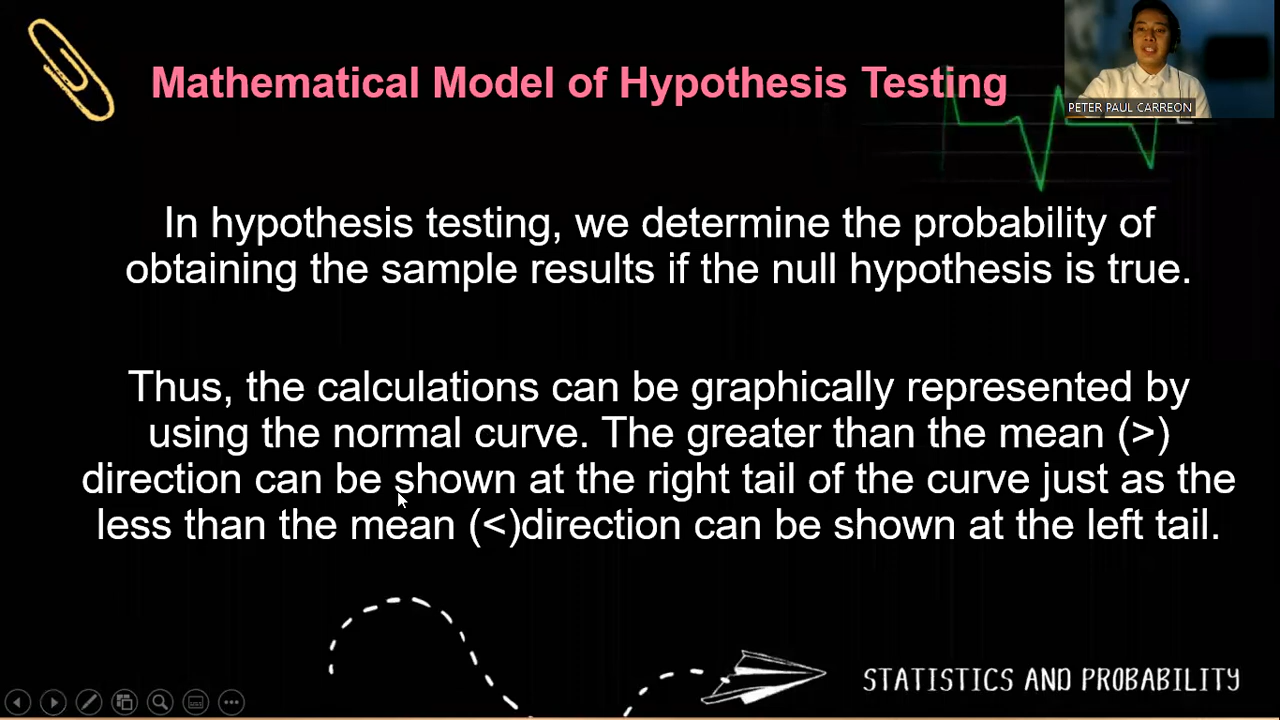 Mathematical Model of Hypothesis Testing
PETER PAUL CARREON
In hypothesis testing, we determine the probability of
obtaining the sample results if the null hypothesis is true.
Thus, the calculations can be graphically represented by
using the normal curve. The greater than the mean (>)
direction can be shown at the right tail of the curve just as the
less than the mean (<)direction can be shown at the left tail.
STATISTICS AND PROBABILITY